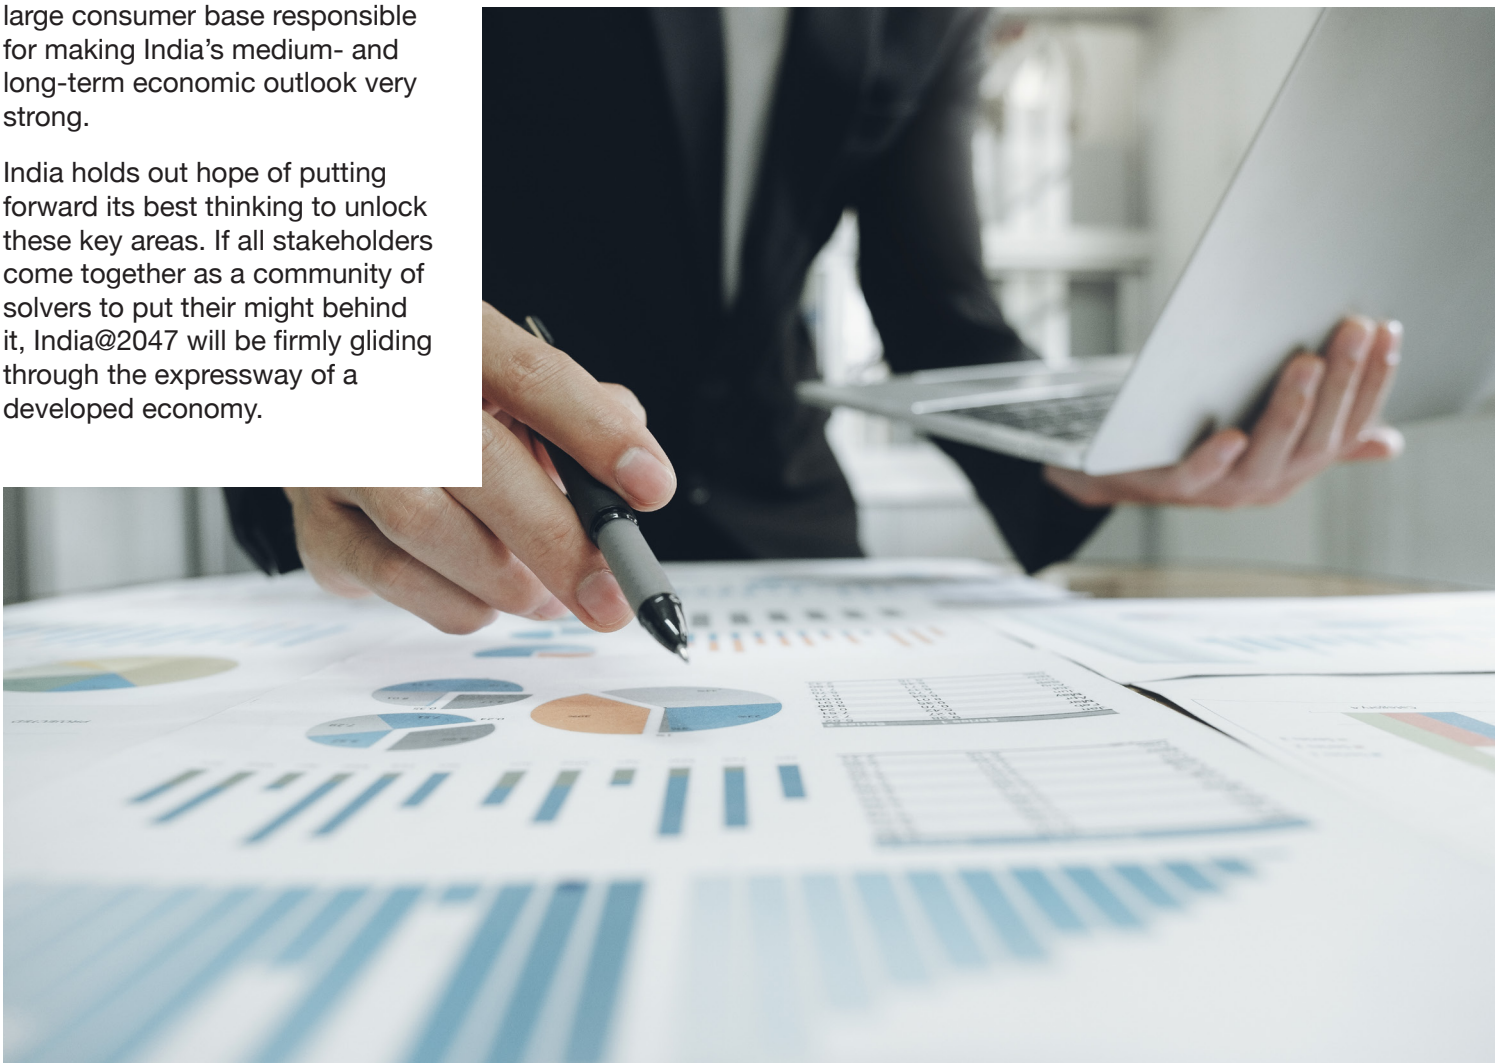 large consumer base responsible
for making India’s medium- and
long-term economic outlook very
strong.
India holds out hope of putting
forward its best thinking to unlock
these key areas. If all stakeholders
come together as a community of
solvers to put their might behind
it, India@2047 will be firmly gliding
through the expressway of a
developed economy.